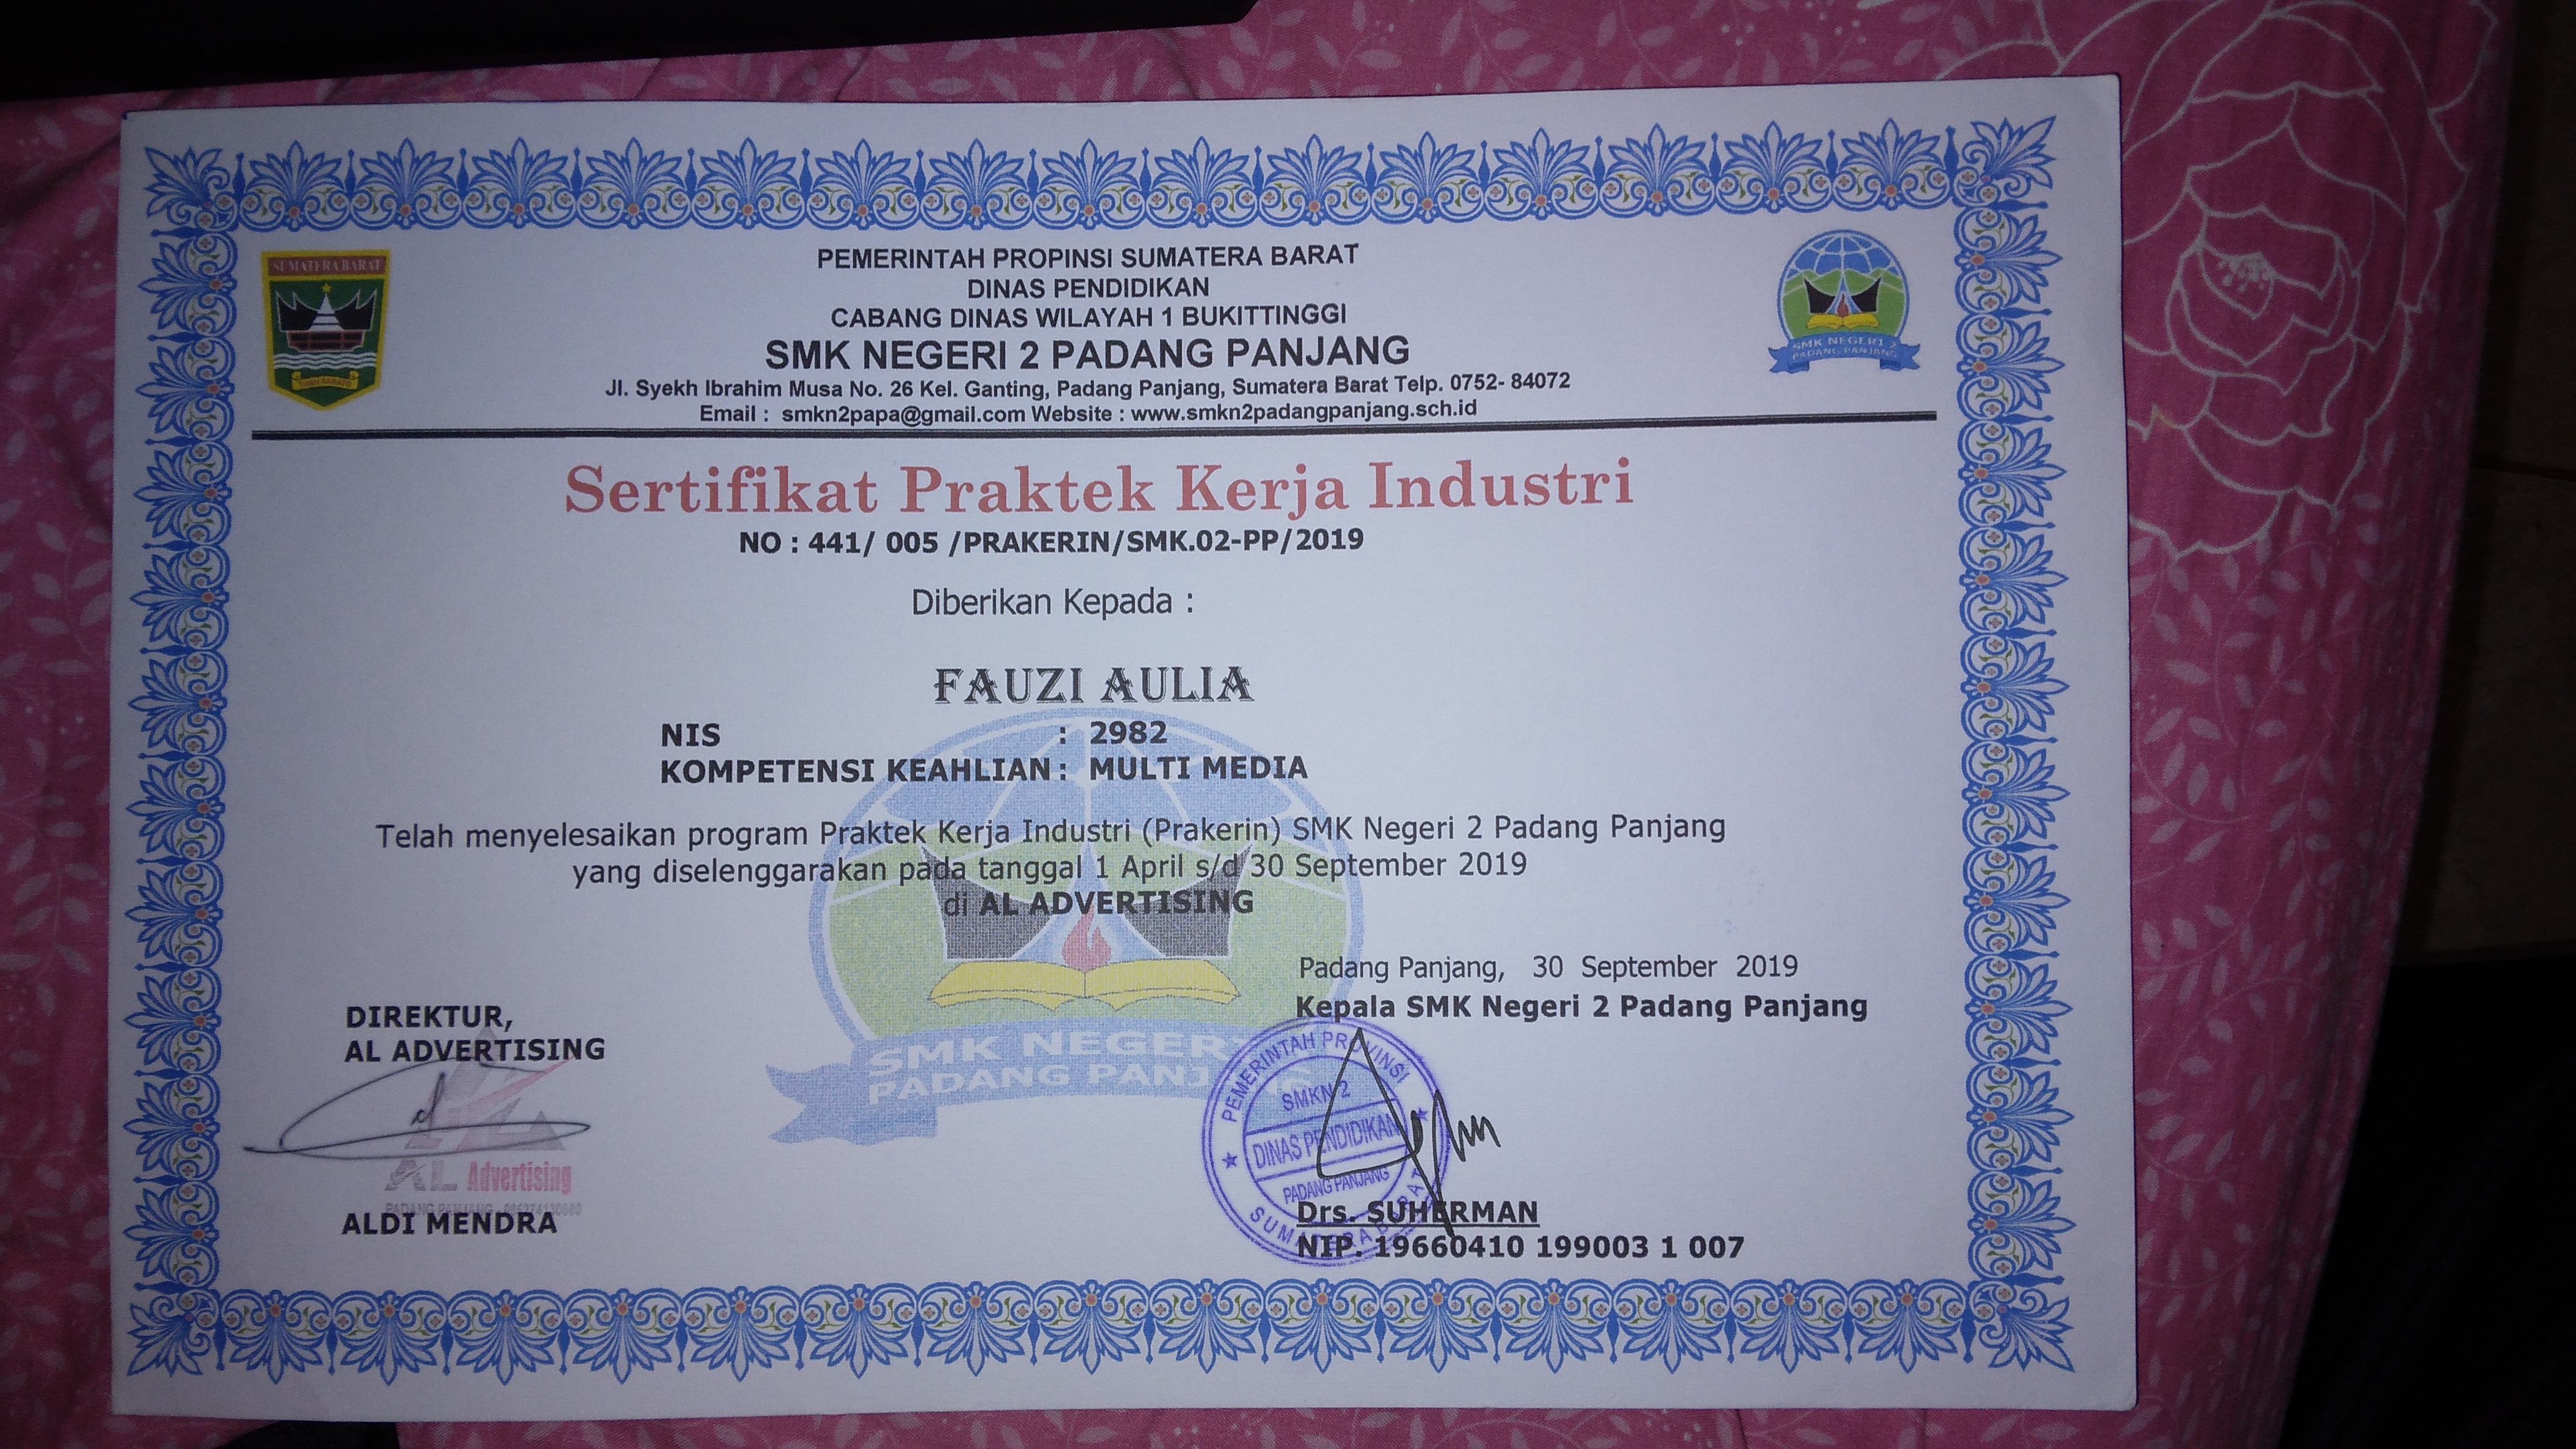 SUMATERA BARAT
PEMERINTAH PROPINSI SUMATERA BARAT
DINAS PENDIDIKAN
CABANG DINAS WILAYAH 1 BUKITTINGGI
SMK NEGERI 2 PADANG PANJANG
Jl. Syekh Ibrahim Musa No. 26 Kel. Ganting, Padang Panjang, Sumatera Barat Telp. 0752- 84072
Email : smkn2papa@gmail.com Website : www.smkn2padangpanjang.sch.id
SMK NEGERI 2
PADANG PANJANG
Sertifikat Praktek Kerja Industri
NO : 441/ 005 /PRAKERIN/SMK.02-PP/2019
Diberikan Kepada :
FAUZI AULIA
NIS : 2982
KOMPETENSI KEAHLIAN : MULTI MEDIA
Telah menyelesaikan program Praktek Kerja Industri (Prakerin) SMK Negeri 2 Padang Panjang
yang diselenggarakan pada tanggal 1 April s/d 30 September 2019
di AL ADVERTISING
SMK NEGERI
PADANG PANJ
Padang Panjang, 30 September 2019
DIREKTUR,
AL ADVERTISING
Kepala SMK Negeri 2 Padang Panjang
AL. Advertising
PADANG PANJANG
ALDI MENDRA
PEMERINTAH
SMKN 2
DINAS PENDIDIKAN
PADANG PANJANG
Drs. SUHERMAN
NIP. 19660410 199003 1 007